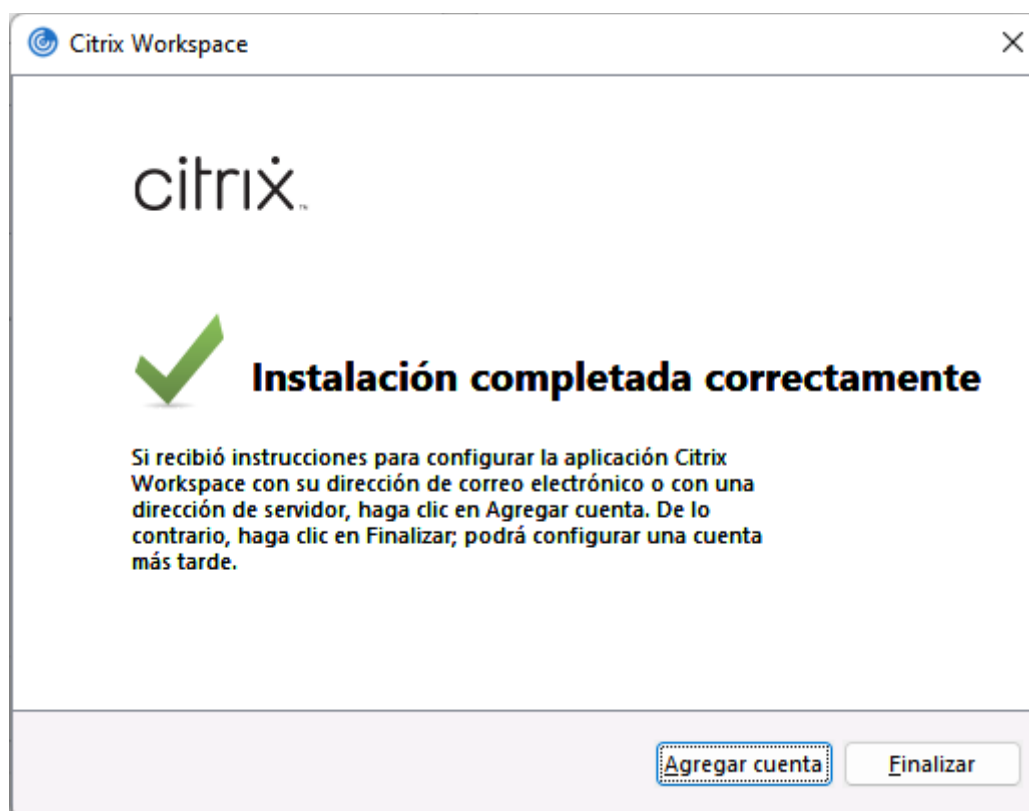 Citrix Workspace
citrix™
Instalación completada correctamente
Si recibió instrucciones para configurar la aplicación Citrix
Workspace con su dirección de correo electrónico o con una
dirección de servidor, haga clic en Agregar cuenta. De lo
contrario, haga clic en Finalizar; podrá configurar una cuenta
más tarde.
Agregar cuenta
Finalizar